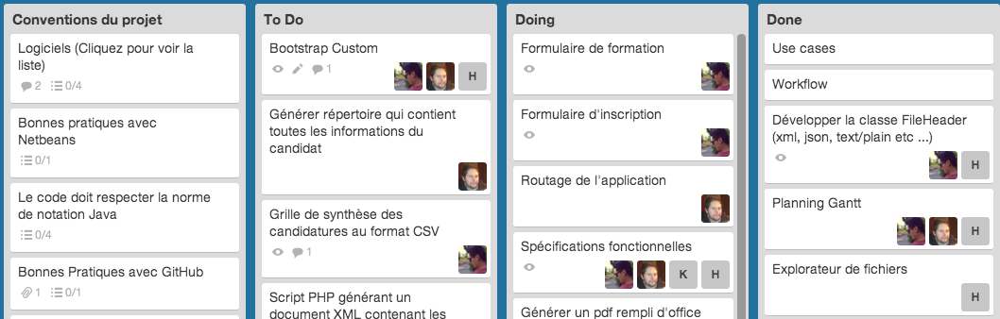 Conventions du projet
Logiciels (Cliquez pour voir la
liste)
2 0/4
Bonnes pratiques avec
Netbeans
0/1
Le code doit respecter la norme
de notation Java
0/4
Bonnes Pratiques avec GitHub
1 0/1
To Do
Bootstrap Custom
1
H
Générer répertoire qui contient
toutes les informations du
candidat
Grille de synthèse des
candidatures au format CSV
1
Script PHP générant un
document XML contenant les
Doing
Formulaire de formation
Formulaire d'inscription
Routage de l'application
Spécifications fonctionnelles
K H
Générer un pdf rempli d'office
Done
Use cases
Workflow
Développer la classe FileHeader
(xml, json, text/plain etc ...)
H
Planning Gantt
H
Explorateur de fichiers
H